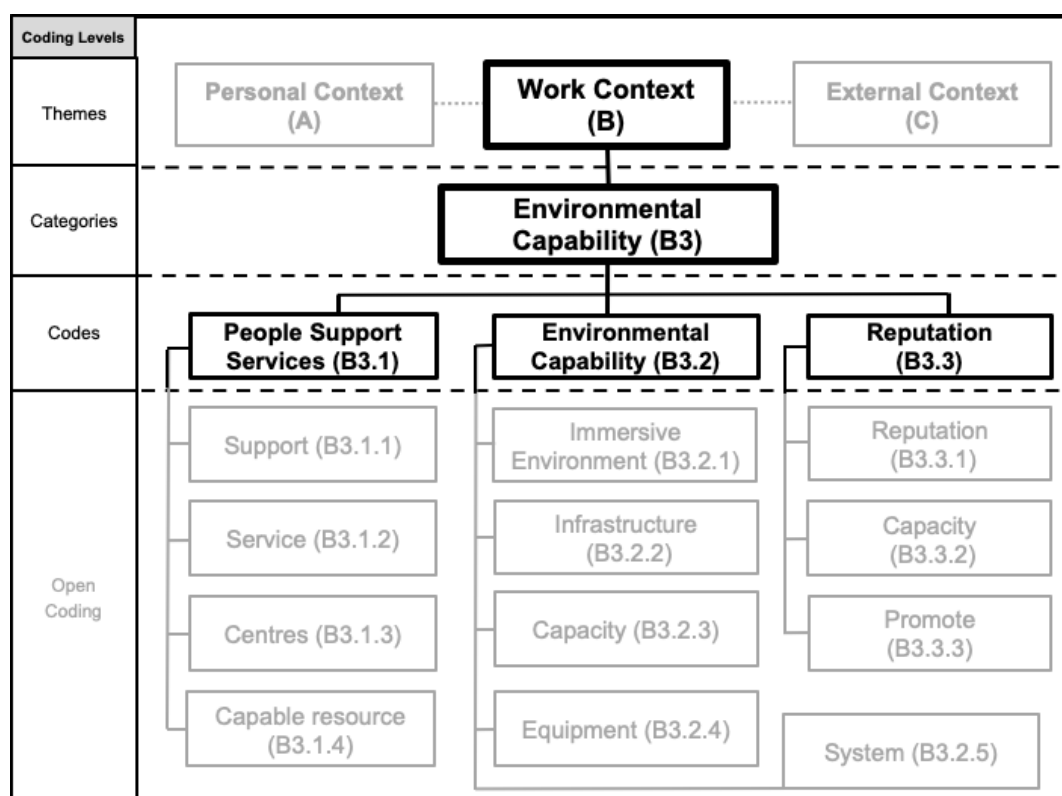 Coding Levels
Themes
Personal Context
(A)
Work Context
(B)
External Context
(C)
Categories
Environmental
Capability (B3)
Codes
People Support
Services (B3.1)
Environmental
Capability (B3.2)
Reputation
(B3.3)
Open
Coding
Support (B3.1.1)
Immersive
Environment (B3.2.1)
Reputation
(B3.3.1)
Service (B3.1.2)
Infrastructure
(B3.2.2)
Capacity
(B3.3.2)
Centres (B3.1.3)
Capacity (B3.2.3)
Promote
(B3.3.3)
Capable resource
(B3.1.4)
Equipment (B3.2.4)
System (B3.2.5)